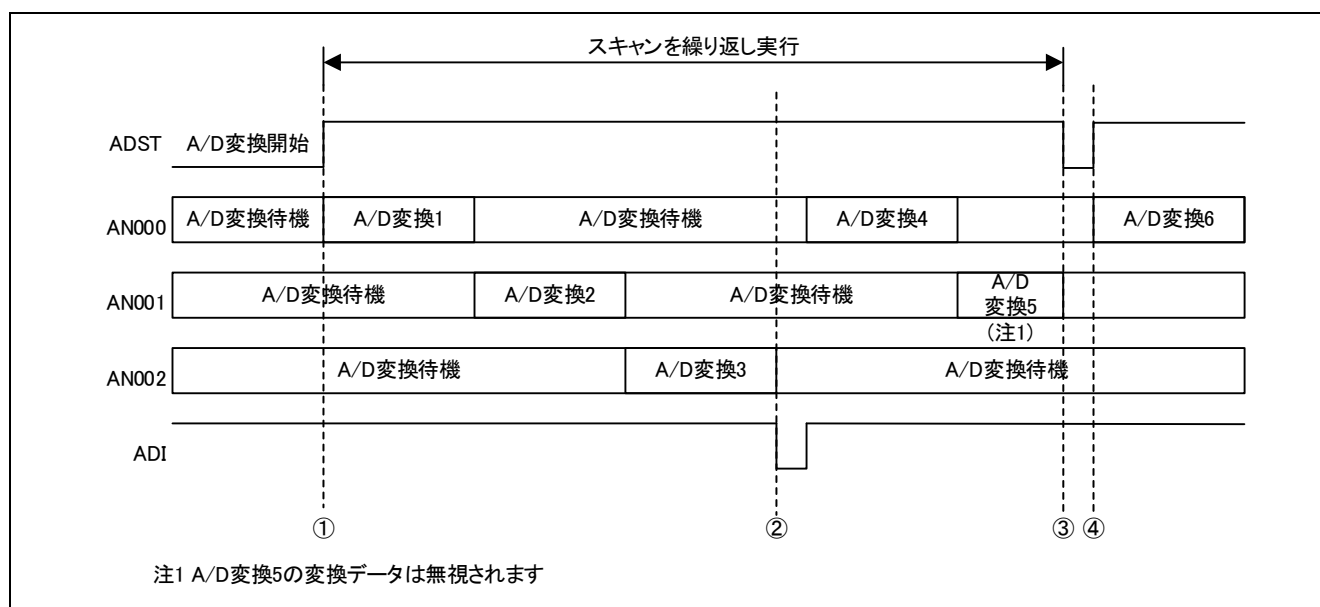 スキャンを繰り返し実行
ADST A/D変換開始
AN000 A/D変換待機 A/D変換1 A/D変換待機 A/D変換4 A/D変換6
AN001 A/D変換待機 A/D変換2 A/D変換待機 A/D
変換5
(注1)
AN002 A/D変換待機 A/D変換3 A/D変換待機
ADI
① ② ③ ④
注1 A/D変換5の変換データは無視されます